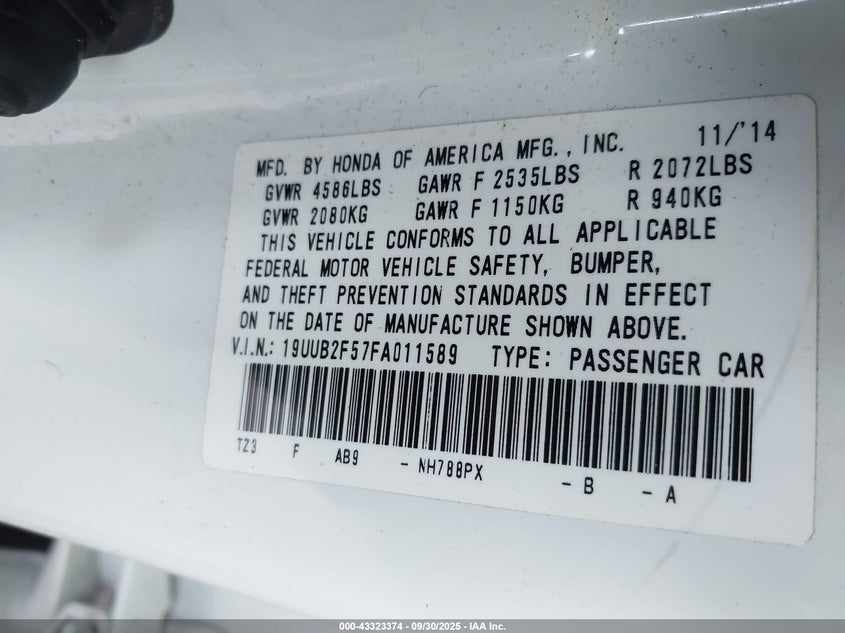 MFD. BY HONDA OF AMERICA MFG., INC. 11/'14
GVWR 4586LBS GAWR F 2535LBS R 2072LBS
GVWR 2080KG GAWR F 1150KG R 940KG
THIS VEHICLE CONFORMS TO ALL APPLICABLE
FEDERAL MOTOR VEHICLE SAFETY, BUMPER,
AND THEFT PREVENTION STANDARDS IN EFFECT
ON THE DATE OF MANUFACTURE SHOWN ABOVE.
V.I.N.: 19UUB2F57FA011589 TYPE: PASSENGER CAR
TZ3 F AB9 - NH788PX - B - A
000-43323374 - 09/30/2025 - IAA Inc.